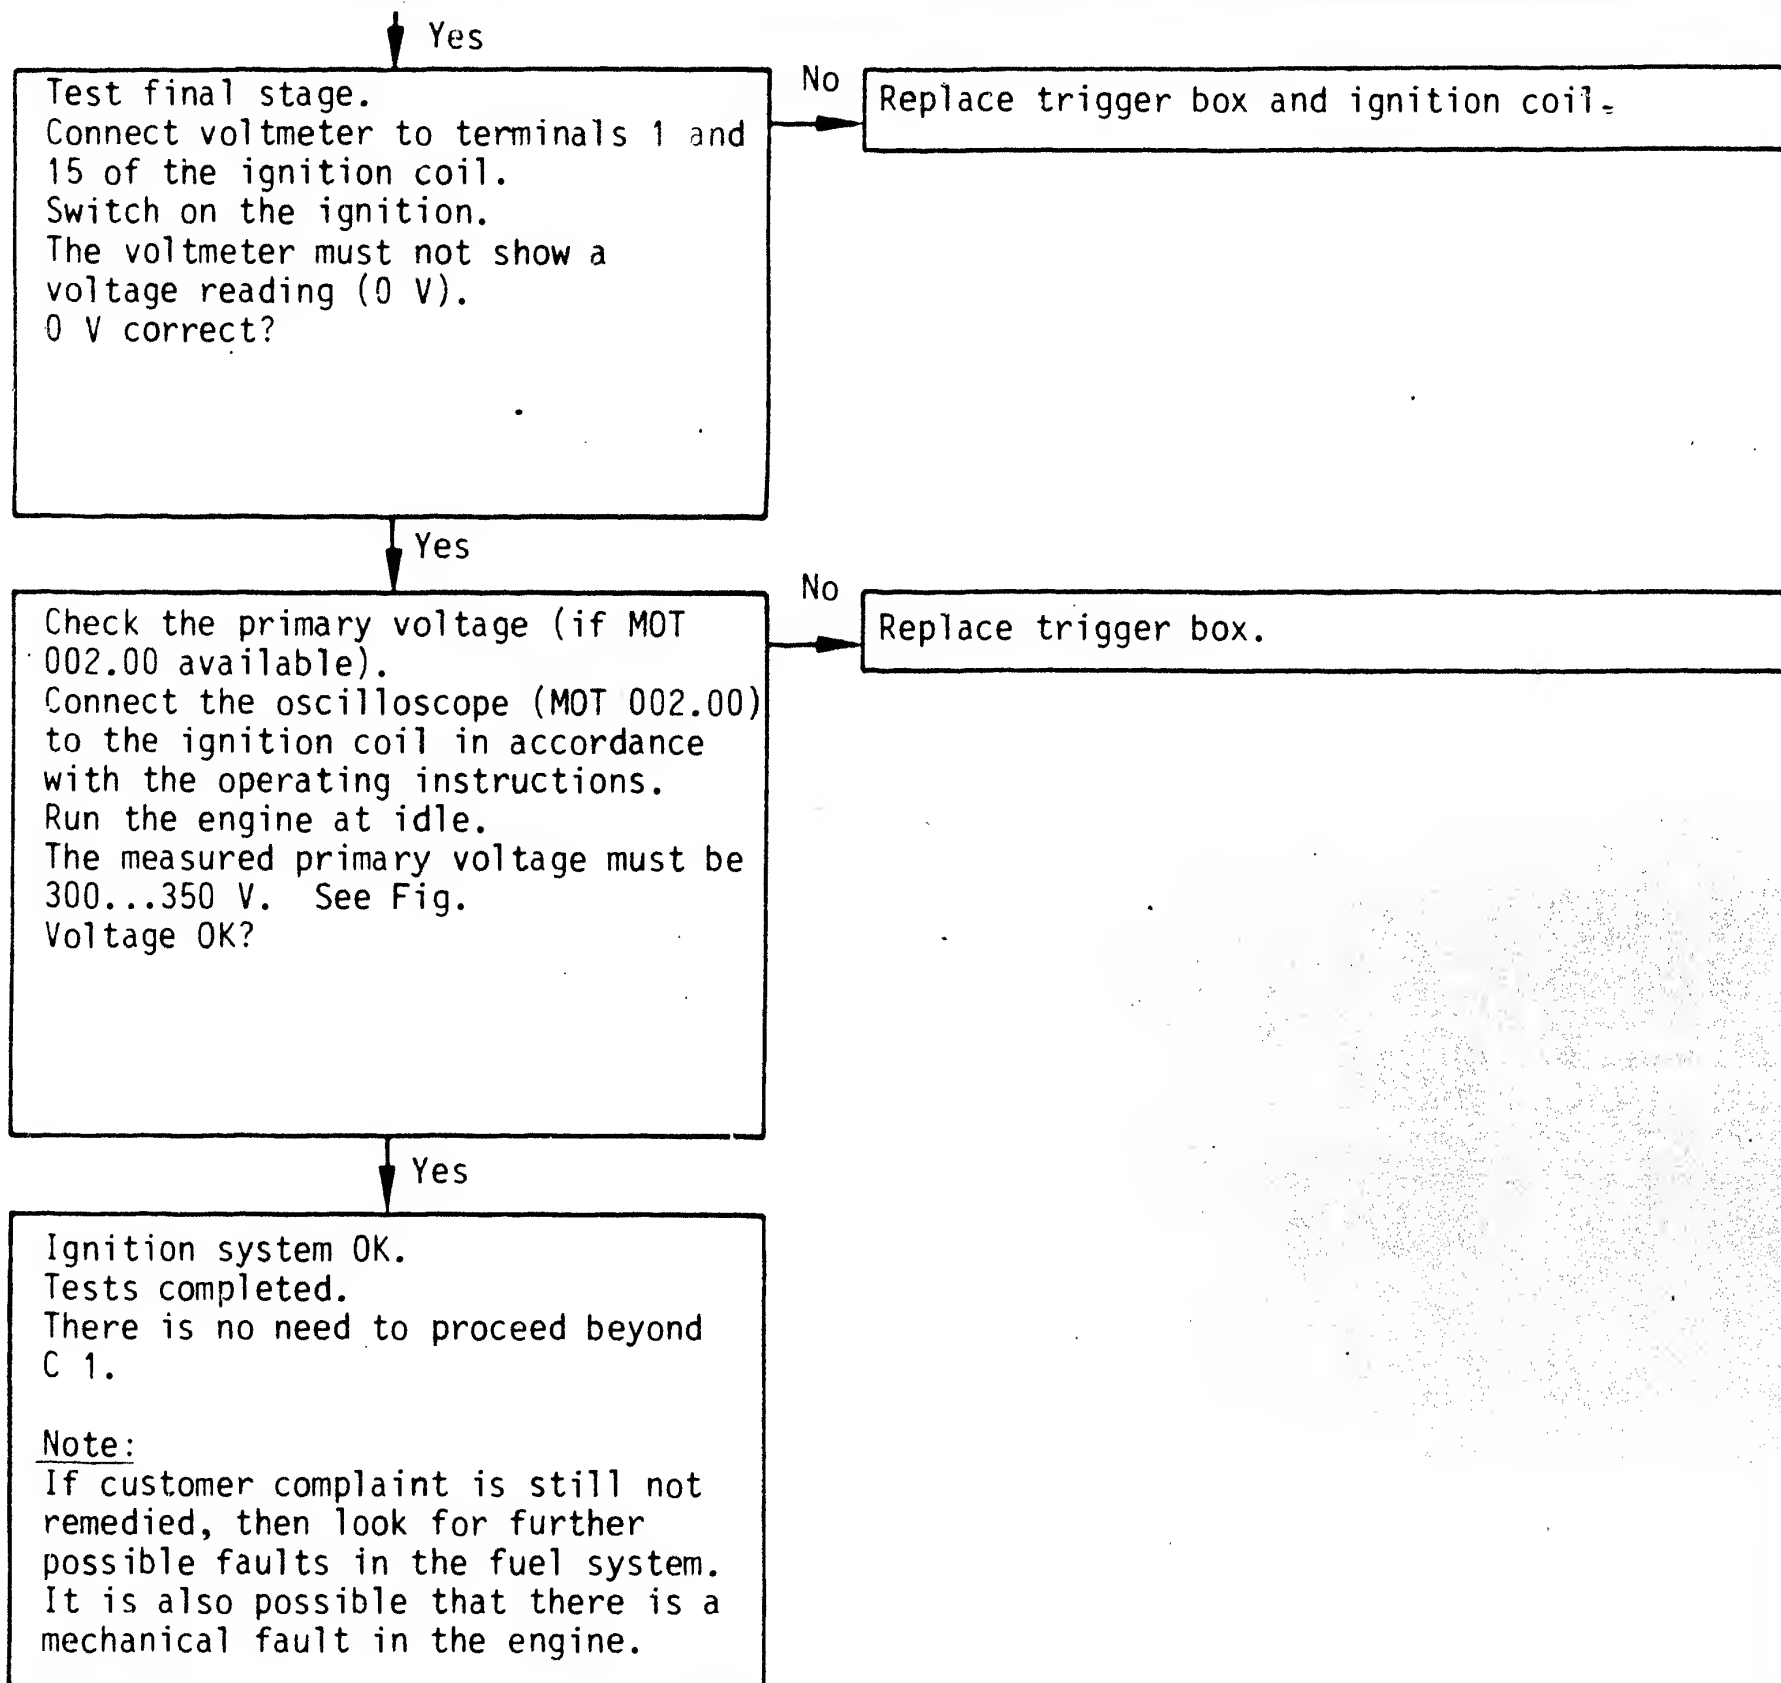 Yes
Test final stage.
Connect voltmeter to terminals 1 and
15 of the ignition coil.
Switch on the ignition.
The voltmeter must not show a
voltage reading (0 V).
0 V correct?
No
Replace trigger box and ignition coil.
Yes
Check the primary voltage (if MOT
002.00 available).
Connect the oscilloscope (MOT 002.00)
to the ignition coil in accordance
with the operating instructions.
Run the engine at idle.
The measured primary voltage must be
300...350 V. See Fig.
Voltage OK?
No
Replace trigger box.
Yes
Ignition system OK.
Tests completed.
There is no need to proceed beyond
C 1.
Note:
If customer complaint is still not
remedied, then look for further
possible faults in the fuel system.
It is also possible that there is a
mechanical fault in the engine.